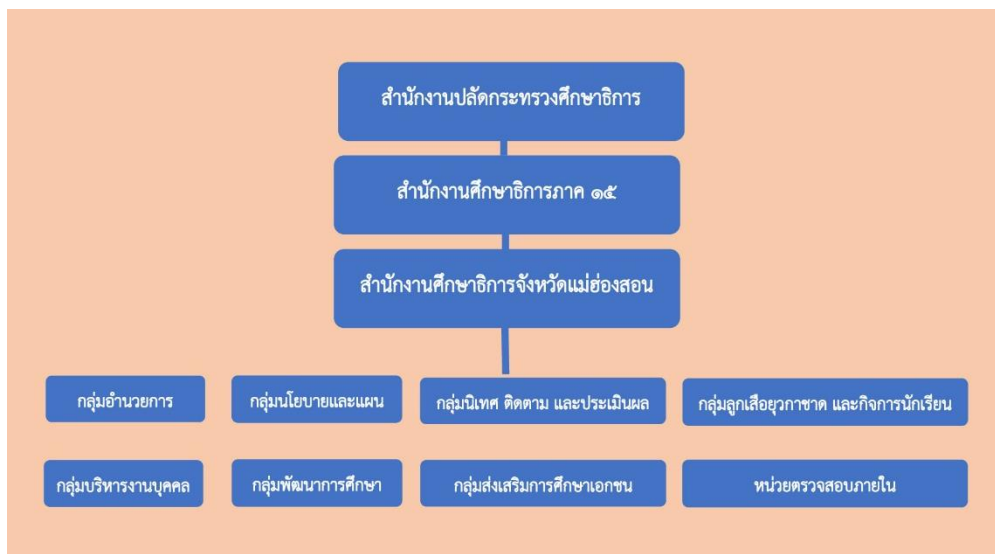 สำนักงานปลัดกระทรวงศึกษาธิการ
สำนักงานศึกษาธิการภาค ๑๕
สำนักงานศึกษาธิการจังหวัดแม่ฮ่องสอน
กลุ่มอำนวยการ
กลุ่มนโยบายและแผน
กลุ่มนิเทศ ติดตาม และประเมินผล
กลุ่มลูกเสือยุวกาชาด และกิจการนักเรียน
กลุ่มบริหารงานบุคคล
กลุ่มพัฒนาการศึกษา
กลุ่มส่งเสริมการศึกษาเอกชน
หน่วยตรวจสอบภายใน